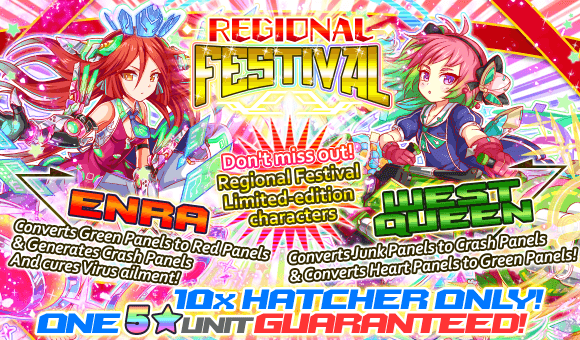 REGIONAL
FESTIVAL
Don't miss out!
Regional Festival
Limited-edition
characters
ENRA
Converts Green Panels to Red Panels
& Generates Crash Panels
And cures Virus ailment!
WEST
QUEEN
Converts Junk Panels to Crash Panels
& Converts Heart Panels to Green Panels!
10x HATCHER ONLY!
ONE 5★UNIT GUARANTEED!